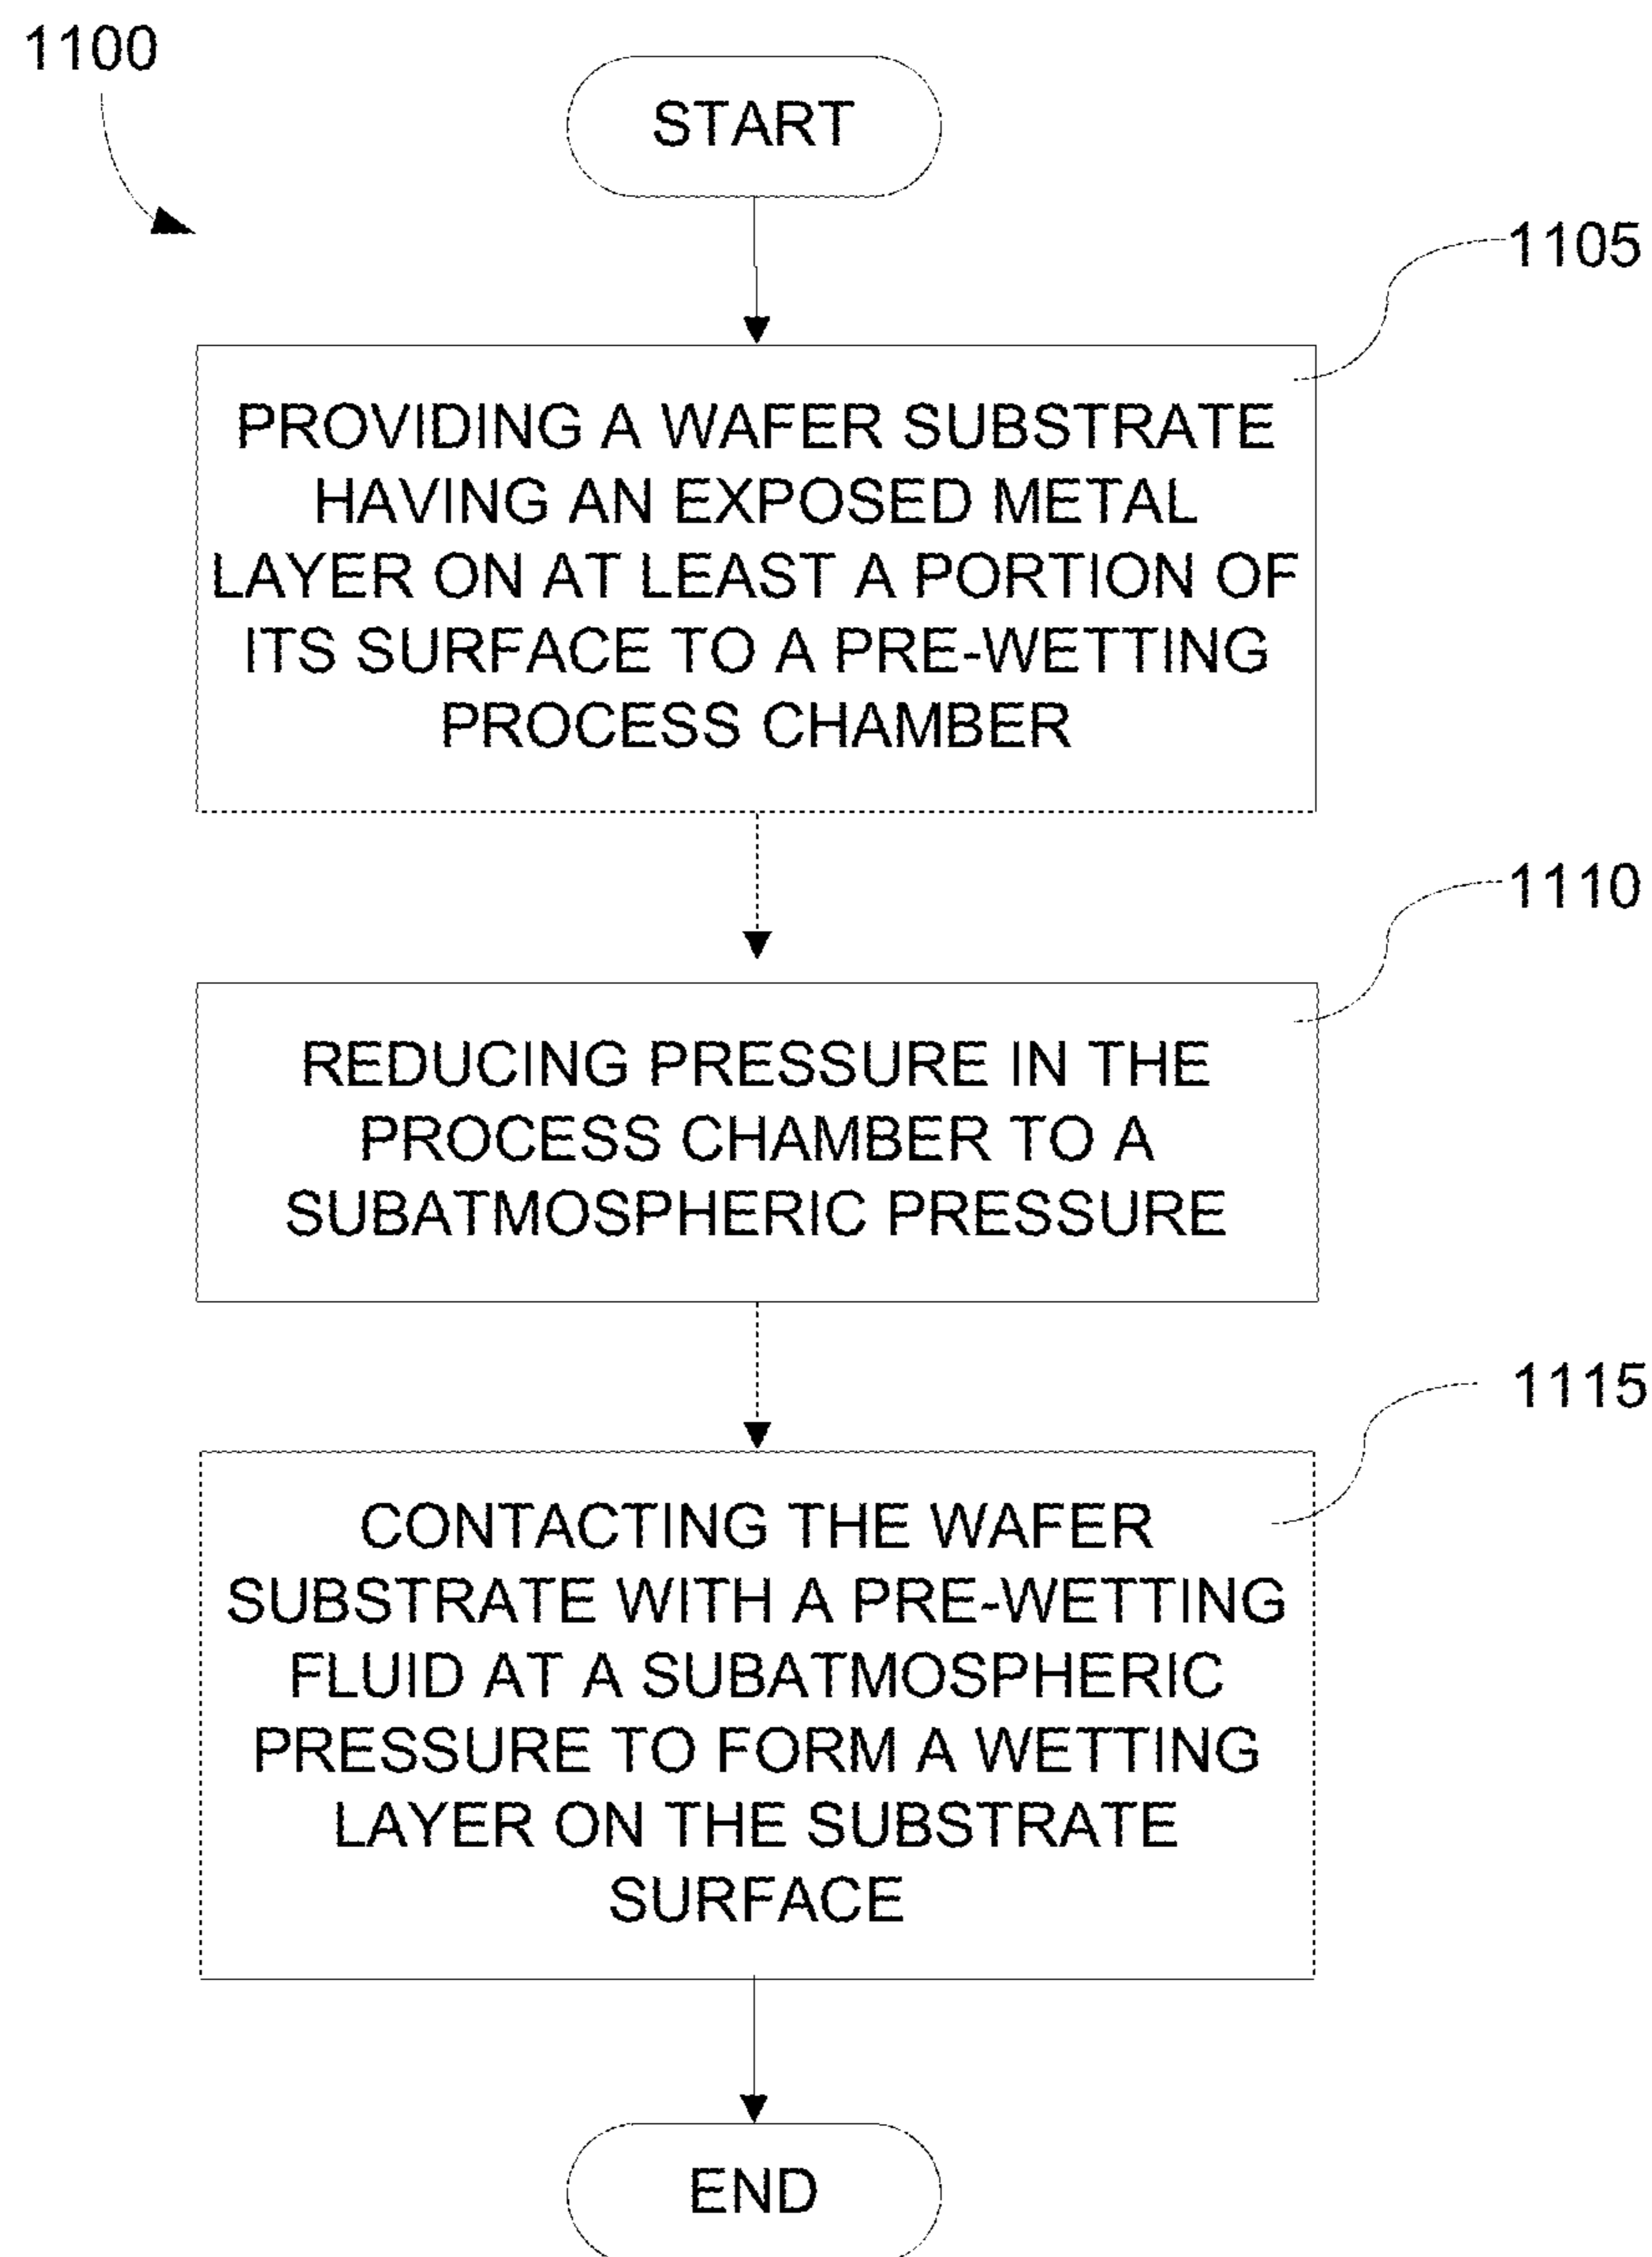 1100
START
1105
PROVIDING A WAFER SUBSTRATE
HAVING AN EXPOSED METAL
LAYER ON AT LEAST A PORTION OF
ITS SURFACE TO A PRE-WETTING
PROCESS CHAMBER
1110
REDUCING PRESSURE IN THE
PROCESS CHAMBER TO A
SUBATMOSPHERIC PRESSURE
1115
CONTACTING THE WAFER
SUBSTRATE WITH A PRE-WETTING
FLUID AT A SUBATMOSPHERIC
PRESSURE TO FORM A WETTING
LAYER ON THE SUBSTRATE
SURFACE
END